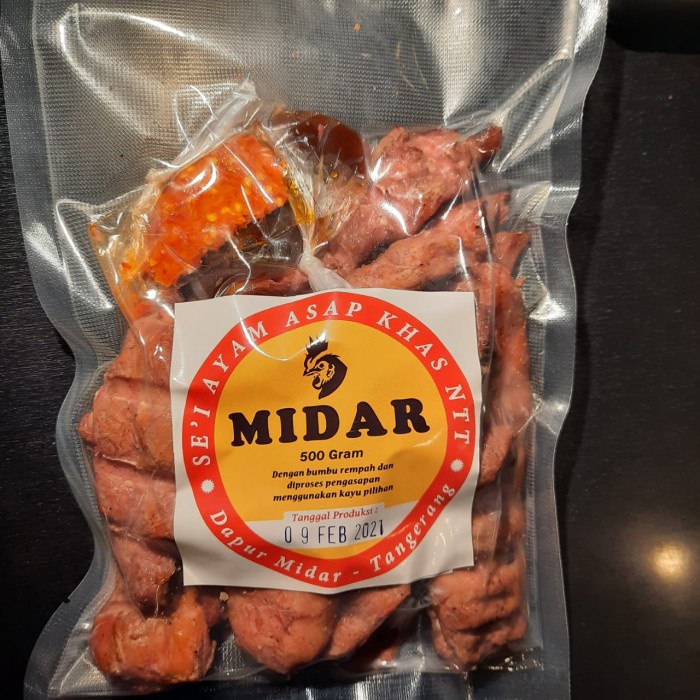 SE'I AYAM ASAP KHAS NTT
MIDAR
500 Gram
Dengan bumbu rempah dan
diproses pengasapan
menggunakan kayu pilihan
Tanggal Produksi :
09 FEB 2021
Dapur Midar - Tangerang